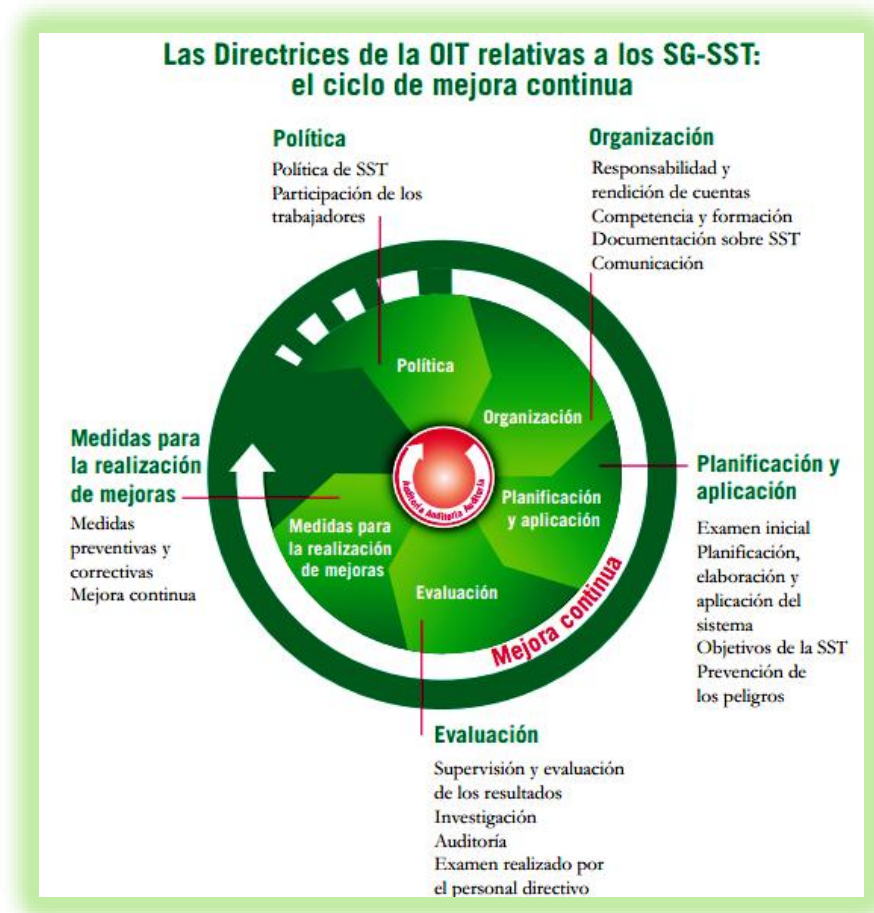 Las Directrices de la OIT relativas a los SG-SST:
el ciclo de mejora continua
Política
Política de SST
Participación de los
trabajadores
Organización
Responsabilidad y
rendición de cuentas
Competencia y formación
Documentación sobre SST
Comunicación
Política
Organización
Planificación
y aplicación
Evaluación
Medidas para
la realización
de mejoras
Auditoría Auditoría Auditoría
Mejora continua
Medidas para
la realización
de mejoras
Medidas
preventivas y
correctivas
Mejora continua
Planificación y
aplicación
Examen inicial
Planificación,
elaboración y
aplicación del
sistema
Objetivos de la SST
Prevención de
los peligros
Evaluación
Supervisión y evaluación
de los resultados
Investigación
Auditoría
Examen realizado por
el personal directivo